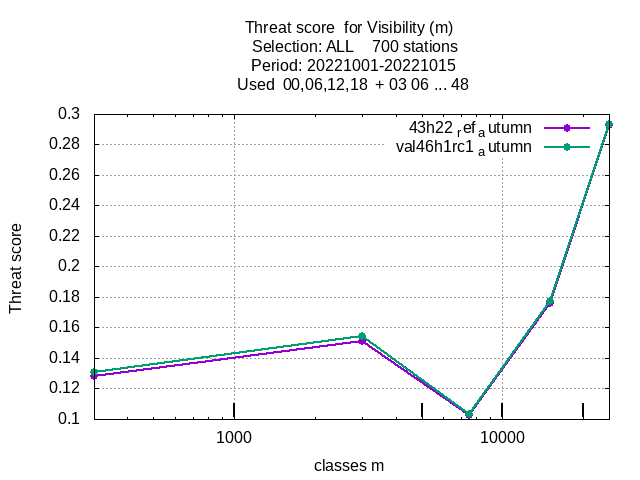 Threat score  for Visibility (m)
Selection: ALL    700 stations
Period: 20221001-20221015
Used  00,06,12,18  + 03 06 ... 48
43h22 ref autumn
val46h1rc1 autumn
0.3
0.28
0.26
0.24
0.22
0.2
0.18
0.16
0.14
0.12
0.1
Threat score
1000
10000
classes m